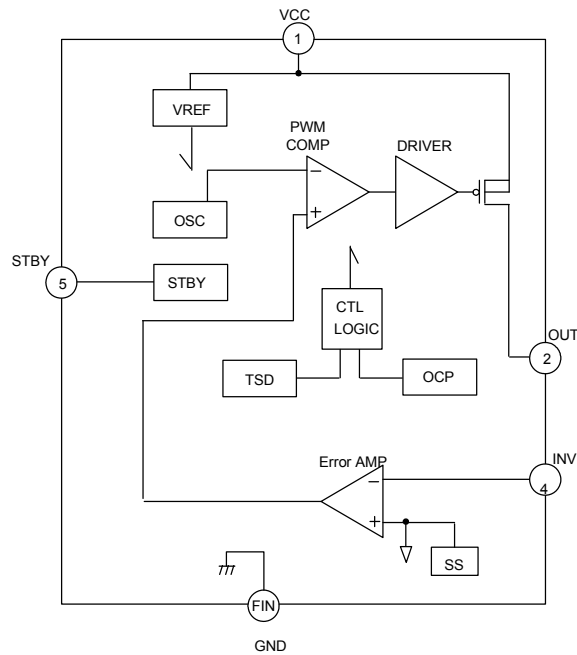 VCC
1
VREF
PWM
COMP
DRIVER
−
+
OSC
STBY
5
STBY
CTL
LOGIC
OUT
2
TSD
OCP
Error AMP
INV
4
−
+
SS
FIN
GND